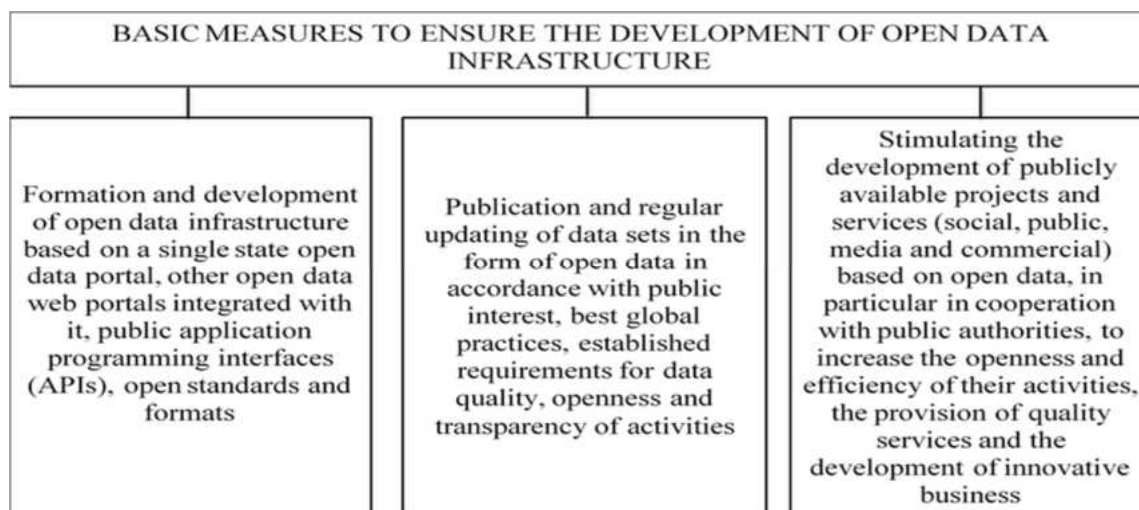 BASIC MEASURES TO ENSURE THE DEVELOPMENT OF OPEN DATA
INFRASTRUCTURE
Formation and development
of open data infrastructure
based on a single state open
data portal, other open data
web portals integrated with
it, public application
programming interfaces
(APIs), open standards and
formats
Publication and regular
updating of data sets in the
form of open data in
accordance with public
interest, best global
practices, established
requirements for data
quality, openness and
transparency of activities
Stimulating the
development of publicly
available projects and
services (social, public,
media and commercial)
based on open data, in
particular in cooperation
with public authorities, to
increase the openness and
efficiency of their activities,
the provision of quality
services and the
development of innovative
business